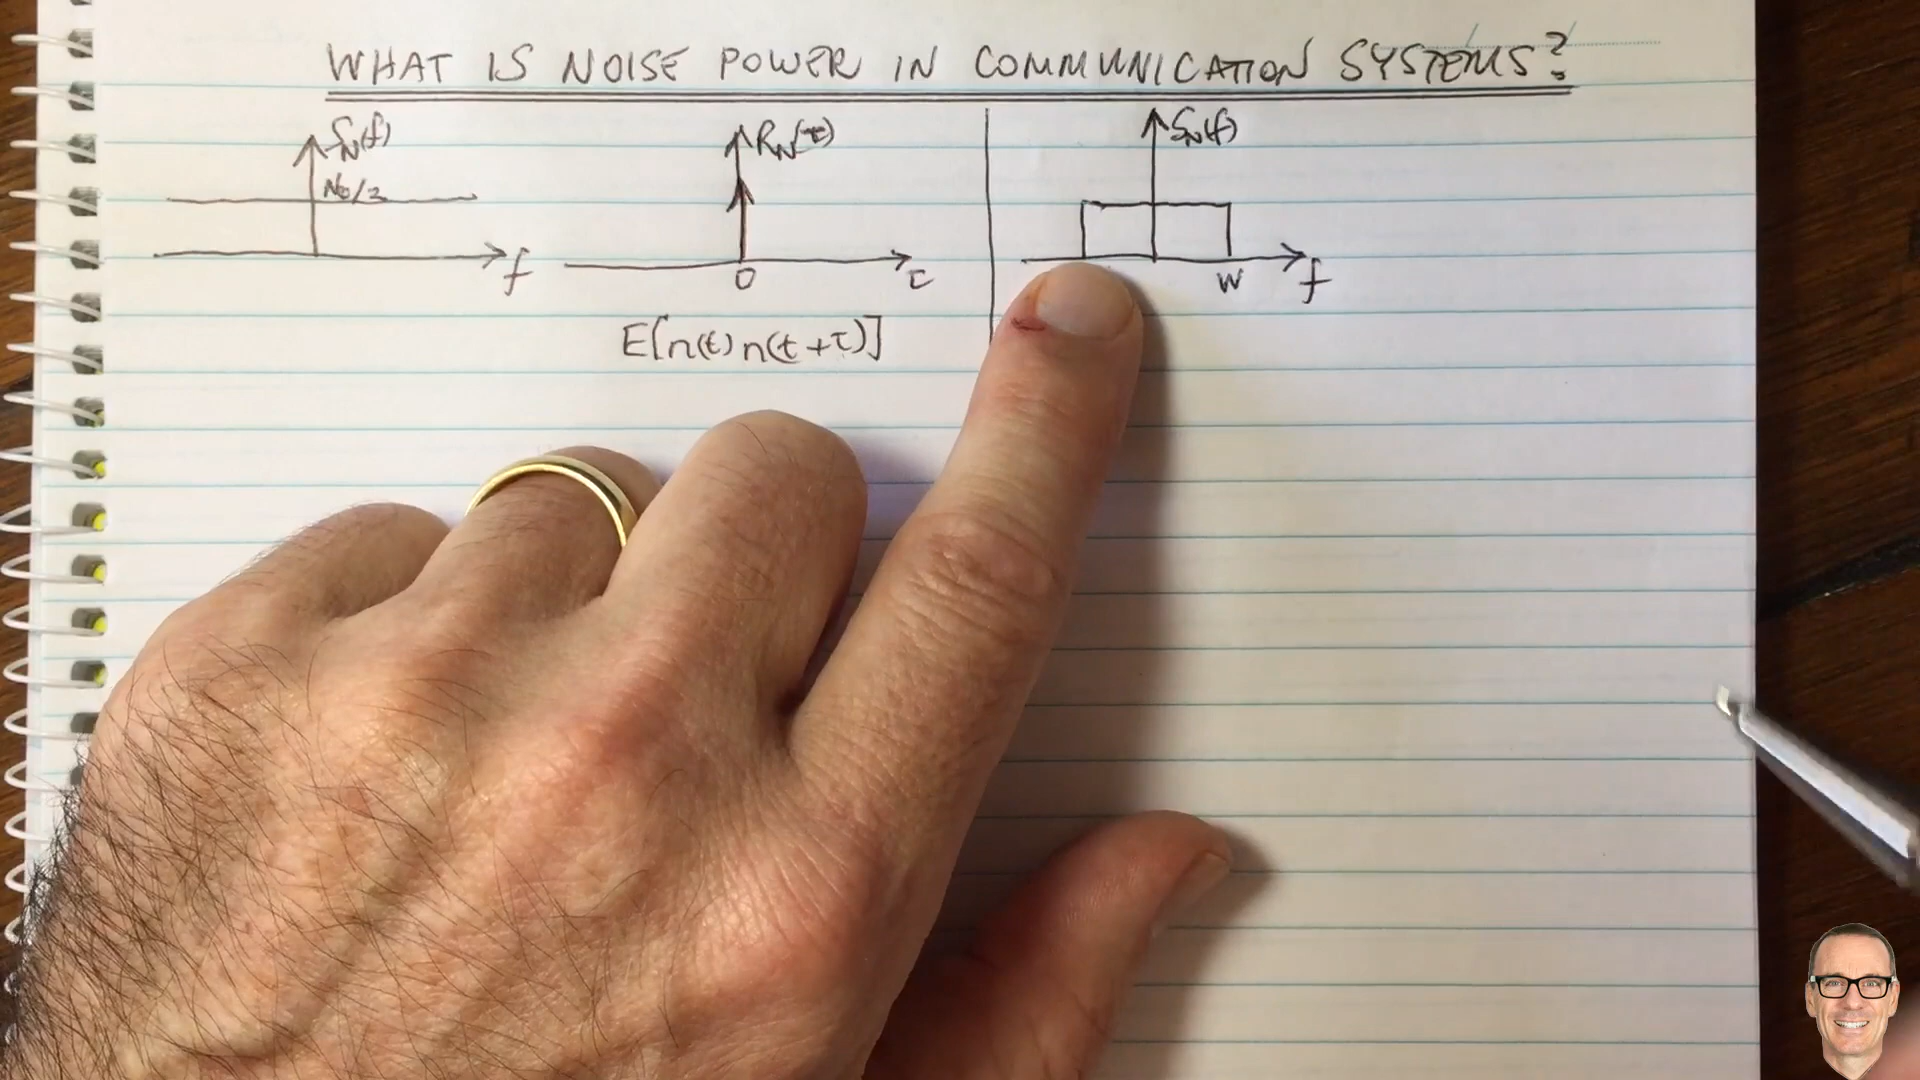 WHAT IS NOISE POWER IN COMMUNICATION SYSTEMS?
S_N(f)
N₀/2
f
R_N(τ)
0
τ
E[n(t) n(t+τ)]
S_N(f)
W
f